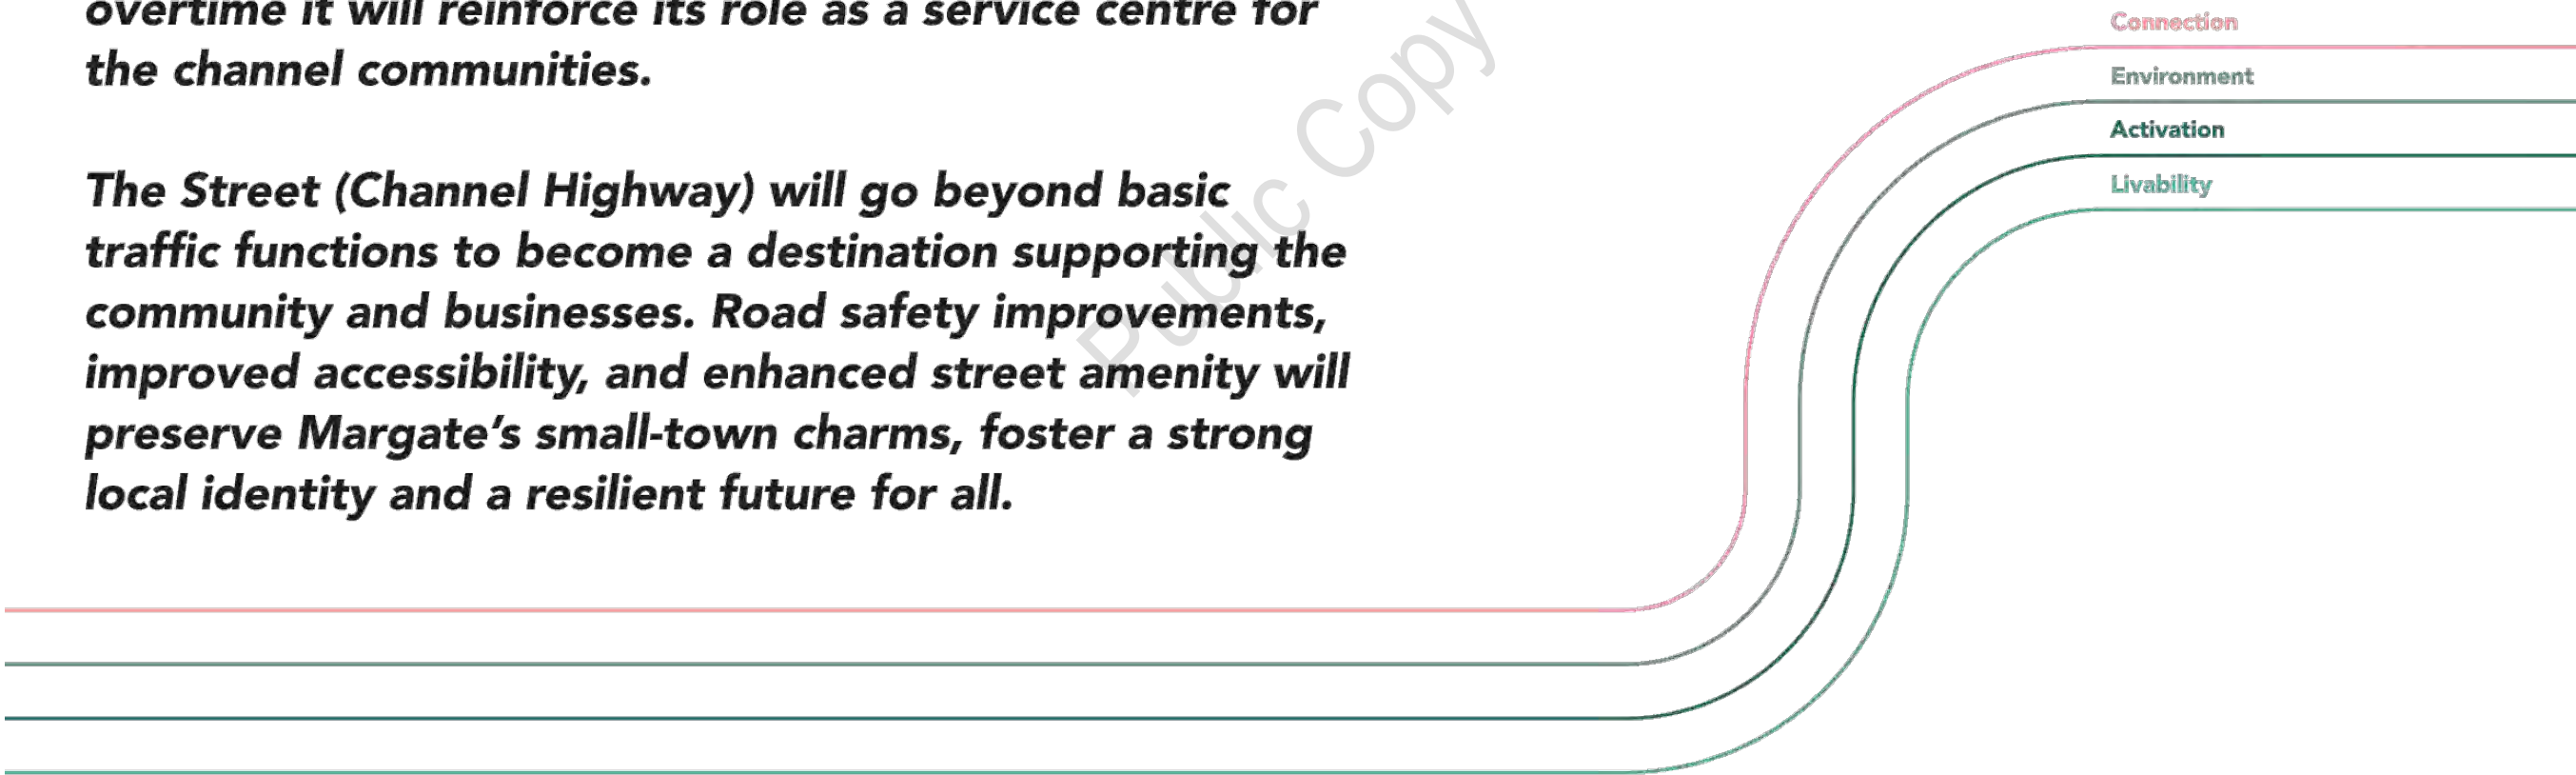 overtime it will reinforce its role as a service centre for
the channel communities.
The Street (Channel Highway) will go beyond basic
traffic functions to become a destination supporting the
community and businesses. Road safety improvements,
improved accessibility, and enhanced street amenity will
preserve Margate’s small-town charms, foster a strong
local identity and a resilient future for all.
Public Copy
Connection
Environment
Activation
Livability